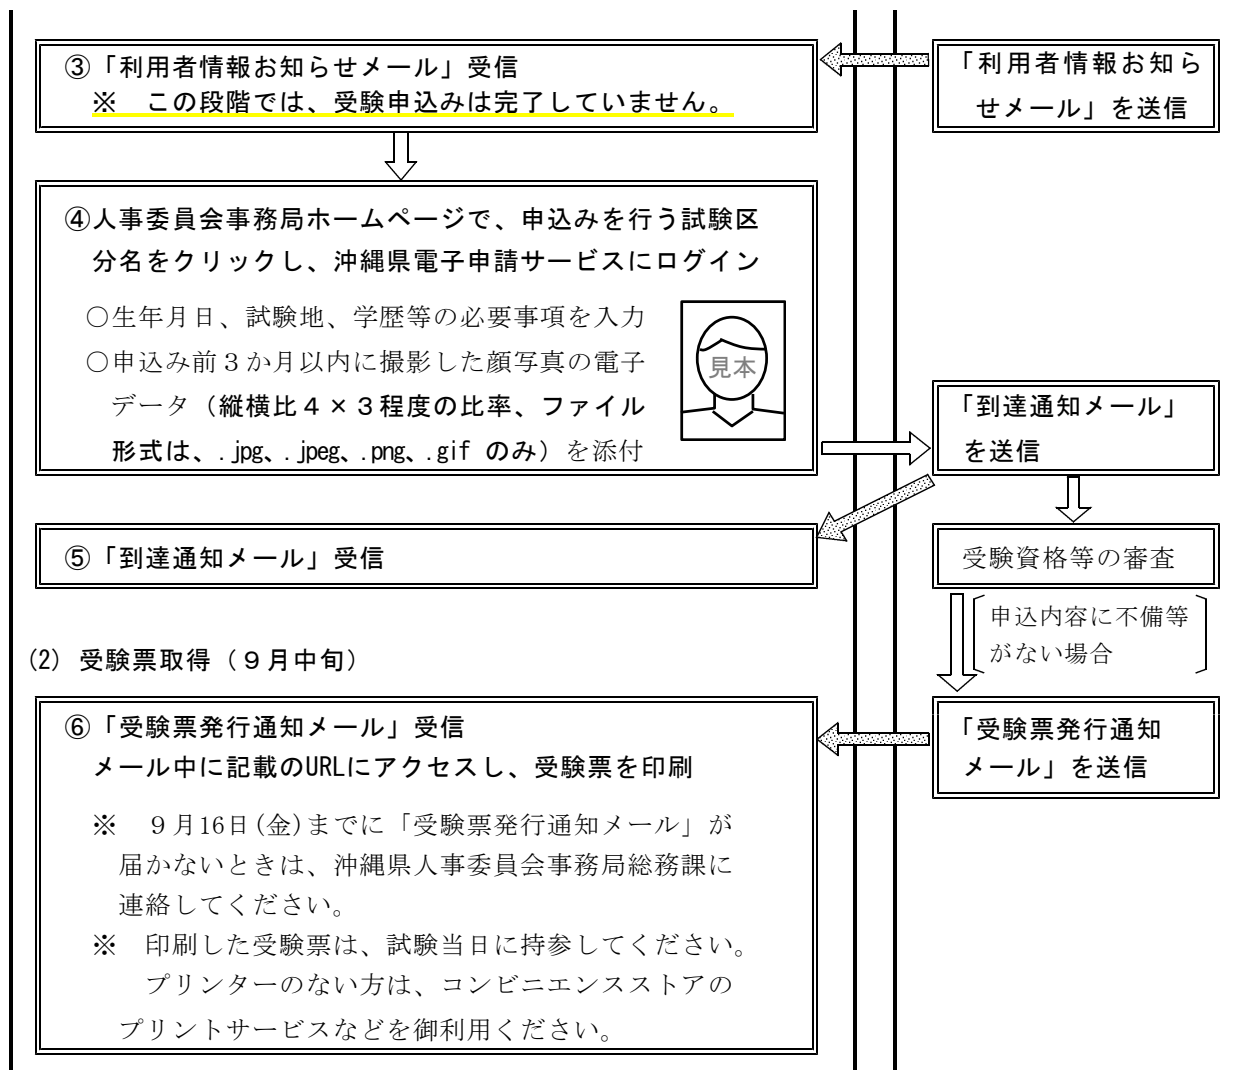 ③「利用者情報お知らせメール」受信
※　この段階では、受験申込みは完了していません。
「利用者情報お知ら
せメール」を送信
④人事委員会事務局ホームページで、申込みを行う試験区
分名をクリックし、沖縄県電子申請サービスにログイン
○生年月日、試験地、学歴等の必要事項を入力
○申込み前３か月以内に撮影した顔写真の電子
データ（縦横比４×３程度の比率、ファイル
形式は、.jpg、.jpeg、.png、.gif のみ）を添付
見本
「到達通知メール」
を送信
⑤「到達通知メール」受信
受験資格等の審査
申込内容に不備等
がない場合
(2) 受験票取得（９月中旬）
⑥「受験票発行通知メール」受信
メール中に記載のURLにアクセスし、受験票を印刷
※　９月16日(金)までに「受験票発行通知メール」が
届かないときは、沖縄県人事委員会事務局総務課に
連絡してください。
※　印刷した受験票は、試験当日に持参してください。
プリンターのない方は、コンビニエンスストアの
プリントサービスなどを御利用ください。
「受験票発行通知
メール」を送信